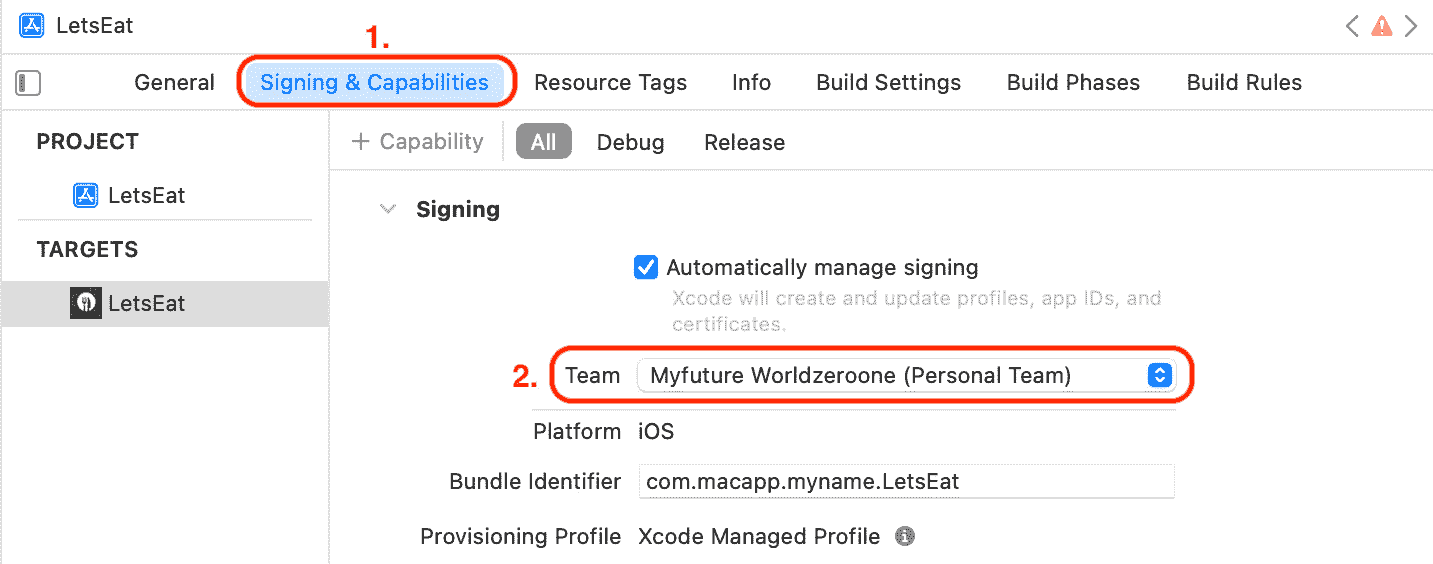 LetsEat
1.
General Signing & Capabilities Resource Tags Info Build Settings Build Phases Build Rules
PROJECT
LetsEat
TARGETS
LetsEat
+ Capability All Debug Release
Signing
Automatically manage signing
Xcode will create and update profiles, app IDs, and
certificates.
2. Team Myfuture Worldzeroone (Personal Team)
Platform iOS
Bundle Identifier com.macapp.myname.LetsEat
Provisioning Profile Xcode Managed Profile